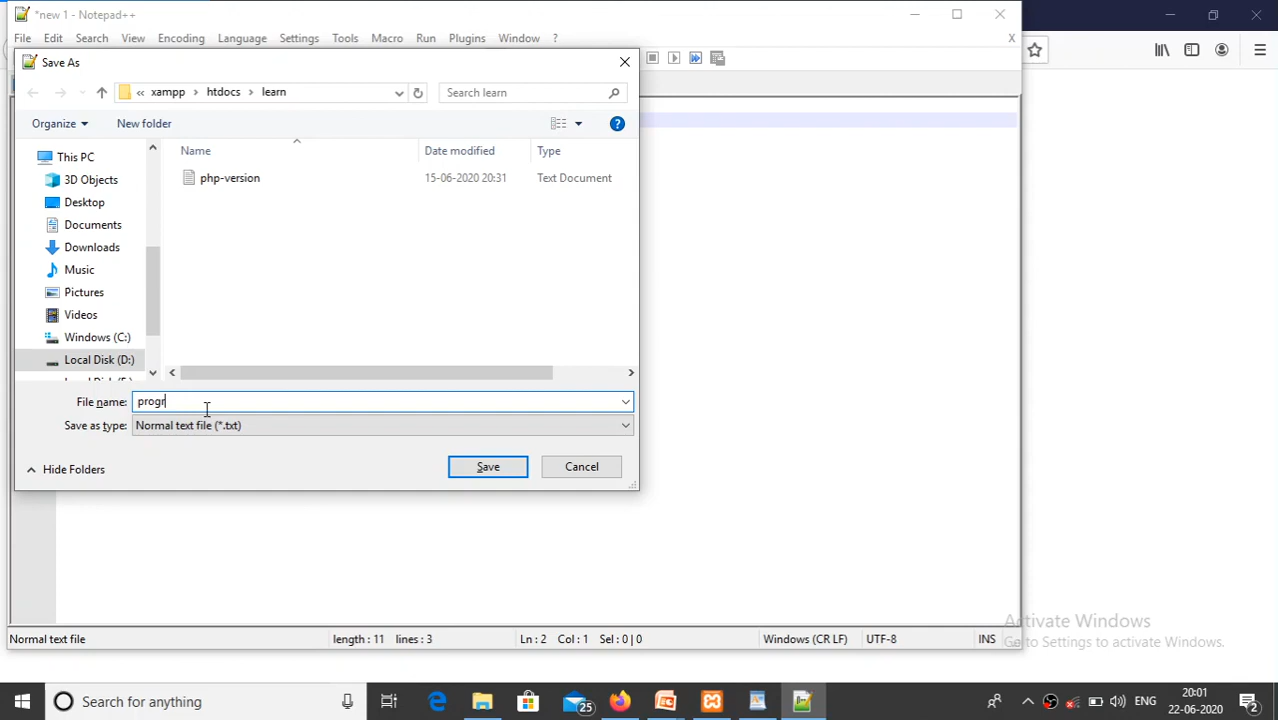 *new 1 - Notepad++
File Edit Search View Encoding Language Settings Tools Macro Run Plugins Window ? X
Save As
« xampp › htdocs › learn
Search learn
Organize New folder
Name Date modified Type
This PC
3D Objects
Desktop
Documents
Downloads
Music
Pictures
Videos
Windows (C:)
Local Disk (D:)
php-version 15-06-2020 20:31 Text Document
File name: progr
Save as type: Normal text file (*.txt)
Hide Folders
Save Cancel
Activate Windows
Go to Settings to activate Windows.
Normal text file length : 11 lines : 3 Ln : 2 Col : 1 Sel : 0 | 0 Windows (CR LF) UTF-8 INS
Search for anything
25
ENG
20:01
22-06-2020
2